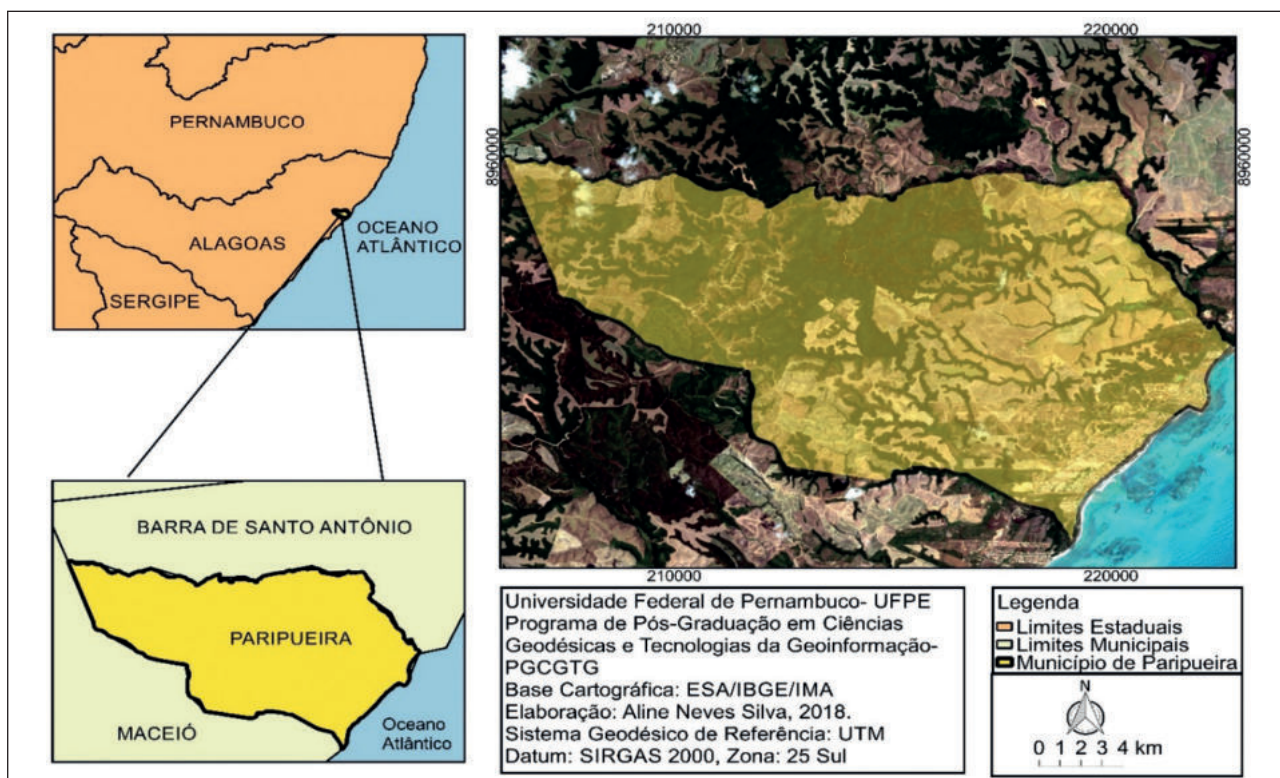 PERNAMBUCO
ALAGOAS
OCEANO
ATLÂNTICO
SERGIPE
BARRA DE SANTO ANTÔNIO
PARIPUEIRA
MACEIÓ
Oceano
Atlântico
210000
220000
8960000
8960000
210000
220000
Universidade Federal de Pernambuco- UFPE
Programa de Pós-Graduação em Ciências
Geodésicas e Tecnologias da Geoinformação-
PGCGTG
Base Cartográfica: ESA/IBGE/IMA
Elaboração: Aline Neves Silva, 2018.
Sistema Geodésico de Referência: UTM
Datum: SIRGAS 2000, Zona: 25 Sul
Legenda
Limites Estaduais
Limites Municipais
Município de Paripueira
N
0 1 2 3 4 km